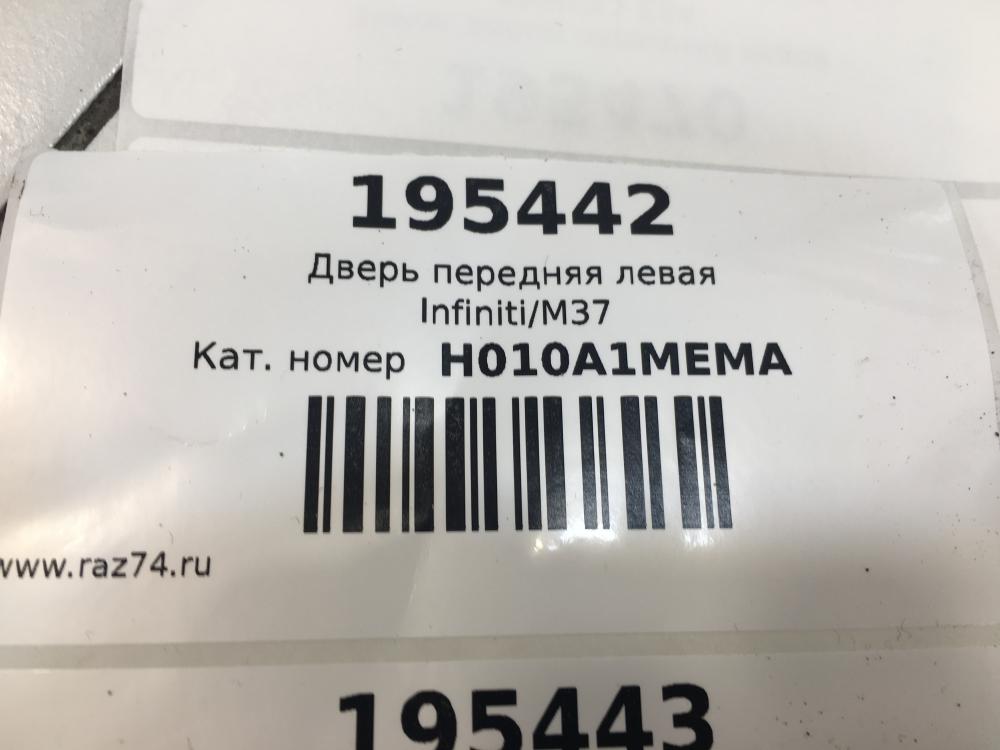 195442
Дверь передняя левая
Infiniti/M37
Кат. номер H010A1MEMA
www.raz74.ru
195443